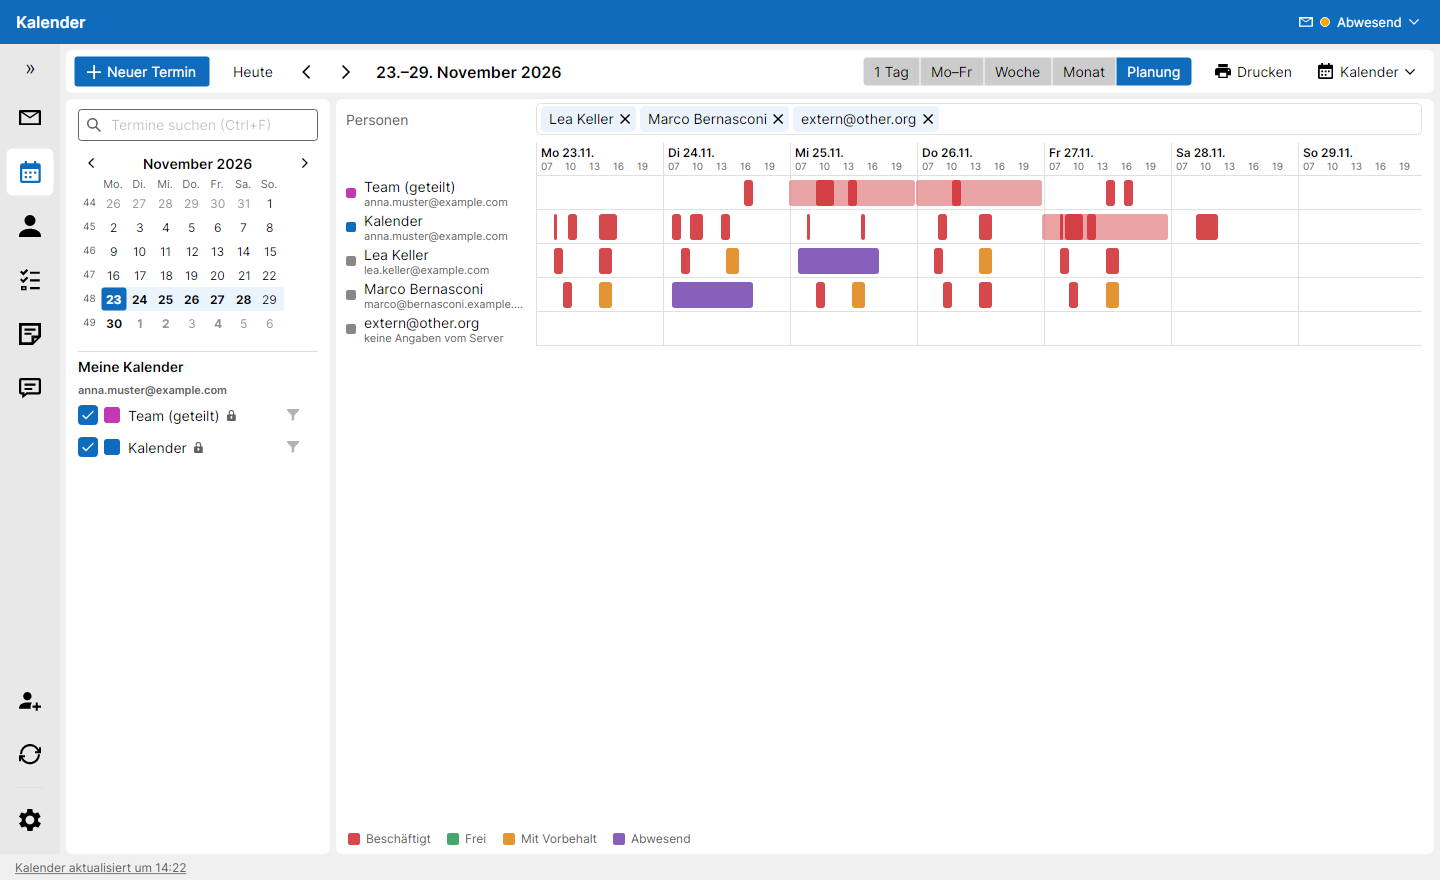 Kalender
Abwesend
Neuer Termin
Heute
23.–29. November 2026
1 Tag
Mo–Fr
Woche
Monat
Planung
Drucken
Kalender
Termine suchen (Ctrl+F)
November 2026
Mo. Di. Mi. Do. Fr. Sa. So.
44 26 27 28 29 30 31 1
45 2 3 4 5 6 7 8
46 9 10 11 12 13 14 15
47 16 17 18 19 20 21 22
48 23 24 25 26 27 28 29
49 30 1 2 3 4 5 6
Meine Kalender
anna.muster@example.com
Team (geteilt)
Kalender
Personen
Lea Keller
Marco Bernasconi
extern@other.org
Mo 23.11. Di 24.11. Mi 25.11. Do 26.11. Fr 27.11. Sa 28.11. So 29.11.
07 10 13 16 19 07 10 13 16 19 07 10 13 16 19 07 10 13 16 19 07 10 13 16 19 07 10 13 16 19 07 10 13 16 19
Team (geteilt)
anna.muster@example.com
Kalender
anna.muster@example.com
Lea Keller
lea.keller@example.com
Marco Bernasconi
marco@bernasconi.example....
extern@other.org
keine Angaben vom Server
Beschäftigt
Frei
Mit Vorbehalt
Abwesend
Kalender aktualisiert um 14:22